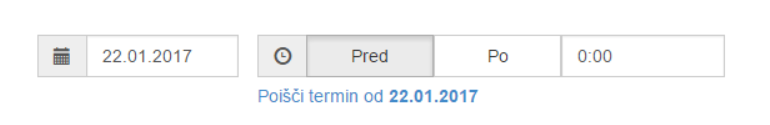 22.01.2017 Pred Po 0:00
Poišči termin od 22.01.2017